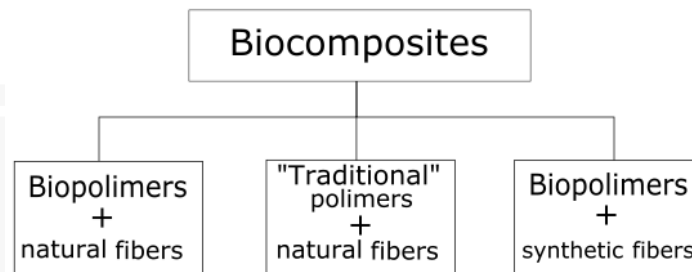 Biocomposites
Biopolimers
+
natural fibers
"Traditional"
polimers
+
natural fibers
Biopolimers
+
synthetic fibers